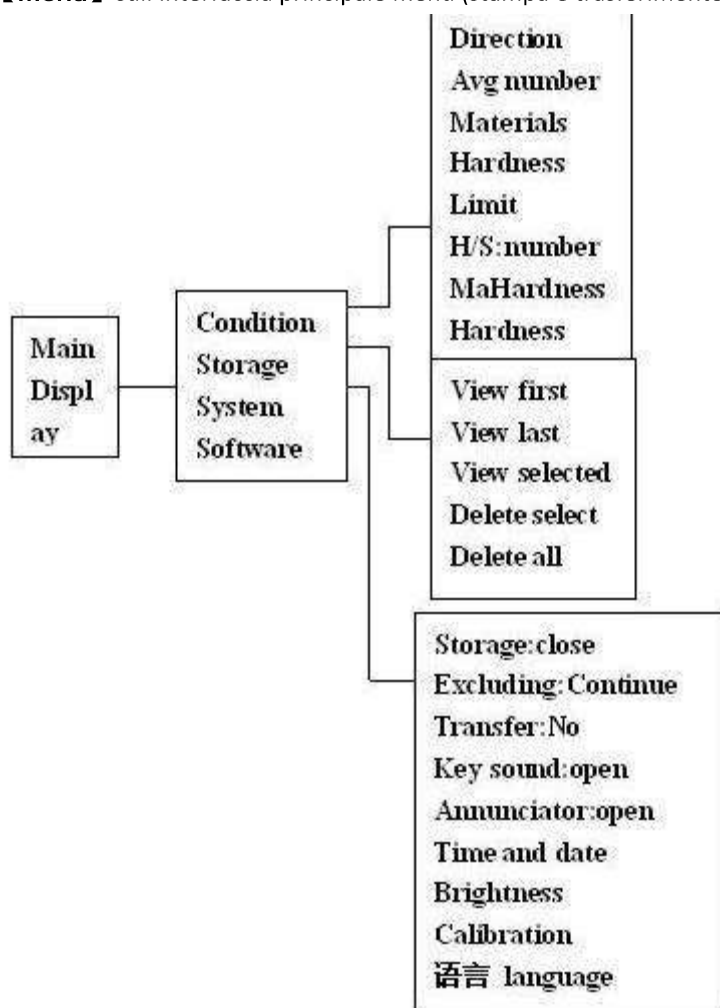 Direction
Avg number
Materials
Hardness
Limit
H/S:number
MaHardness
Hardness
Main
Displ
ay
Condition
Storage
System
Software
View first
View last
View selected
Delete select
Delete all
Storage:close
Excluding:Continue
Transfer:No
Key sound:open
Annunciator:open
Time and date
Brightness
Calibration
语言 language